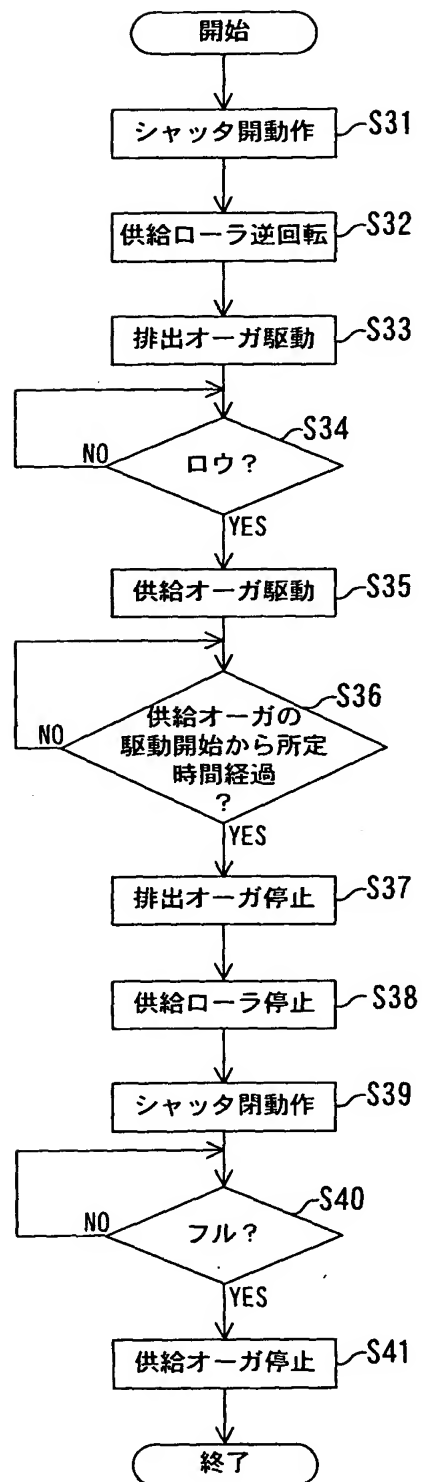 開始
シャッタ開動作
S31
供給ローラ逆回転
S32
排出オーガ駆動
S33
S34
ロウ?
NO
YES
供給オーガ駆動
S35
S36
供給オーガの
駆動開始から所定
時間経過
?
NO
YES
排出オーガ停止
S37
供給ローラ停止
S38
シャッタ閉動作
S39
S40
フル?
NO
YES
供給オーガ停止
S41
終了